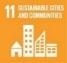 11 SUSTAINABLE CITIES
AND COMMUNITIES